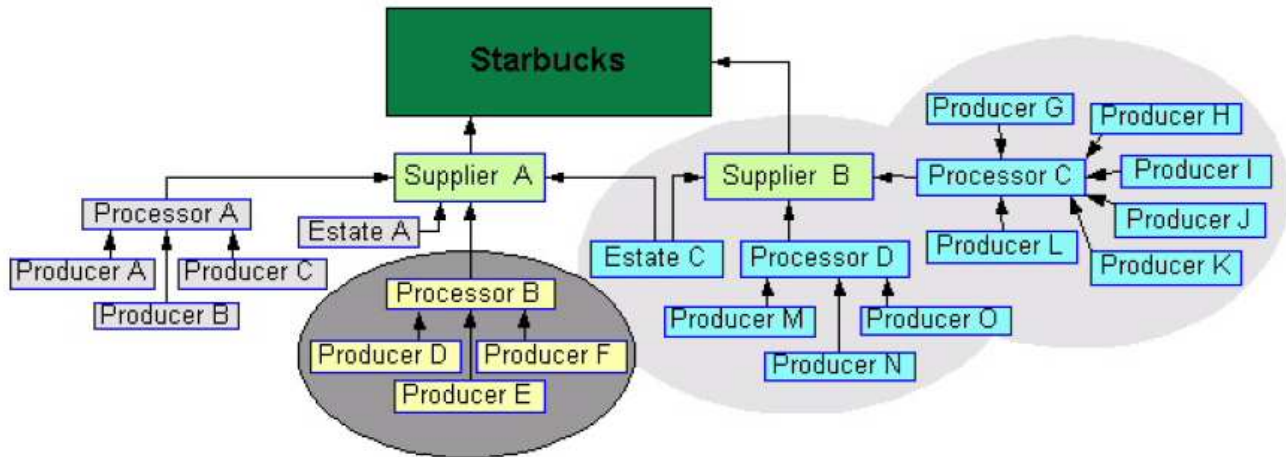 Starbucks
Producer G
Producer H
Supplier A
Supplier B
Processor C
Producer I
Processor A
Estate A
Producer J
Producer A
Producer C
Estate C
Processor D
Producer L
Producer K
Producer B
Processor B
Producer M
Producer O
Producer D
Producer F
Producer N
Producer E